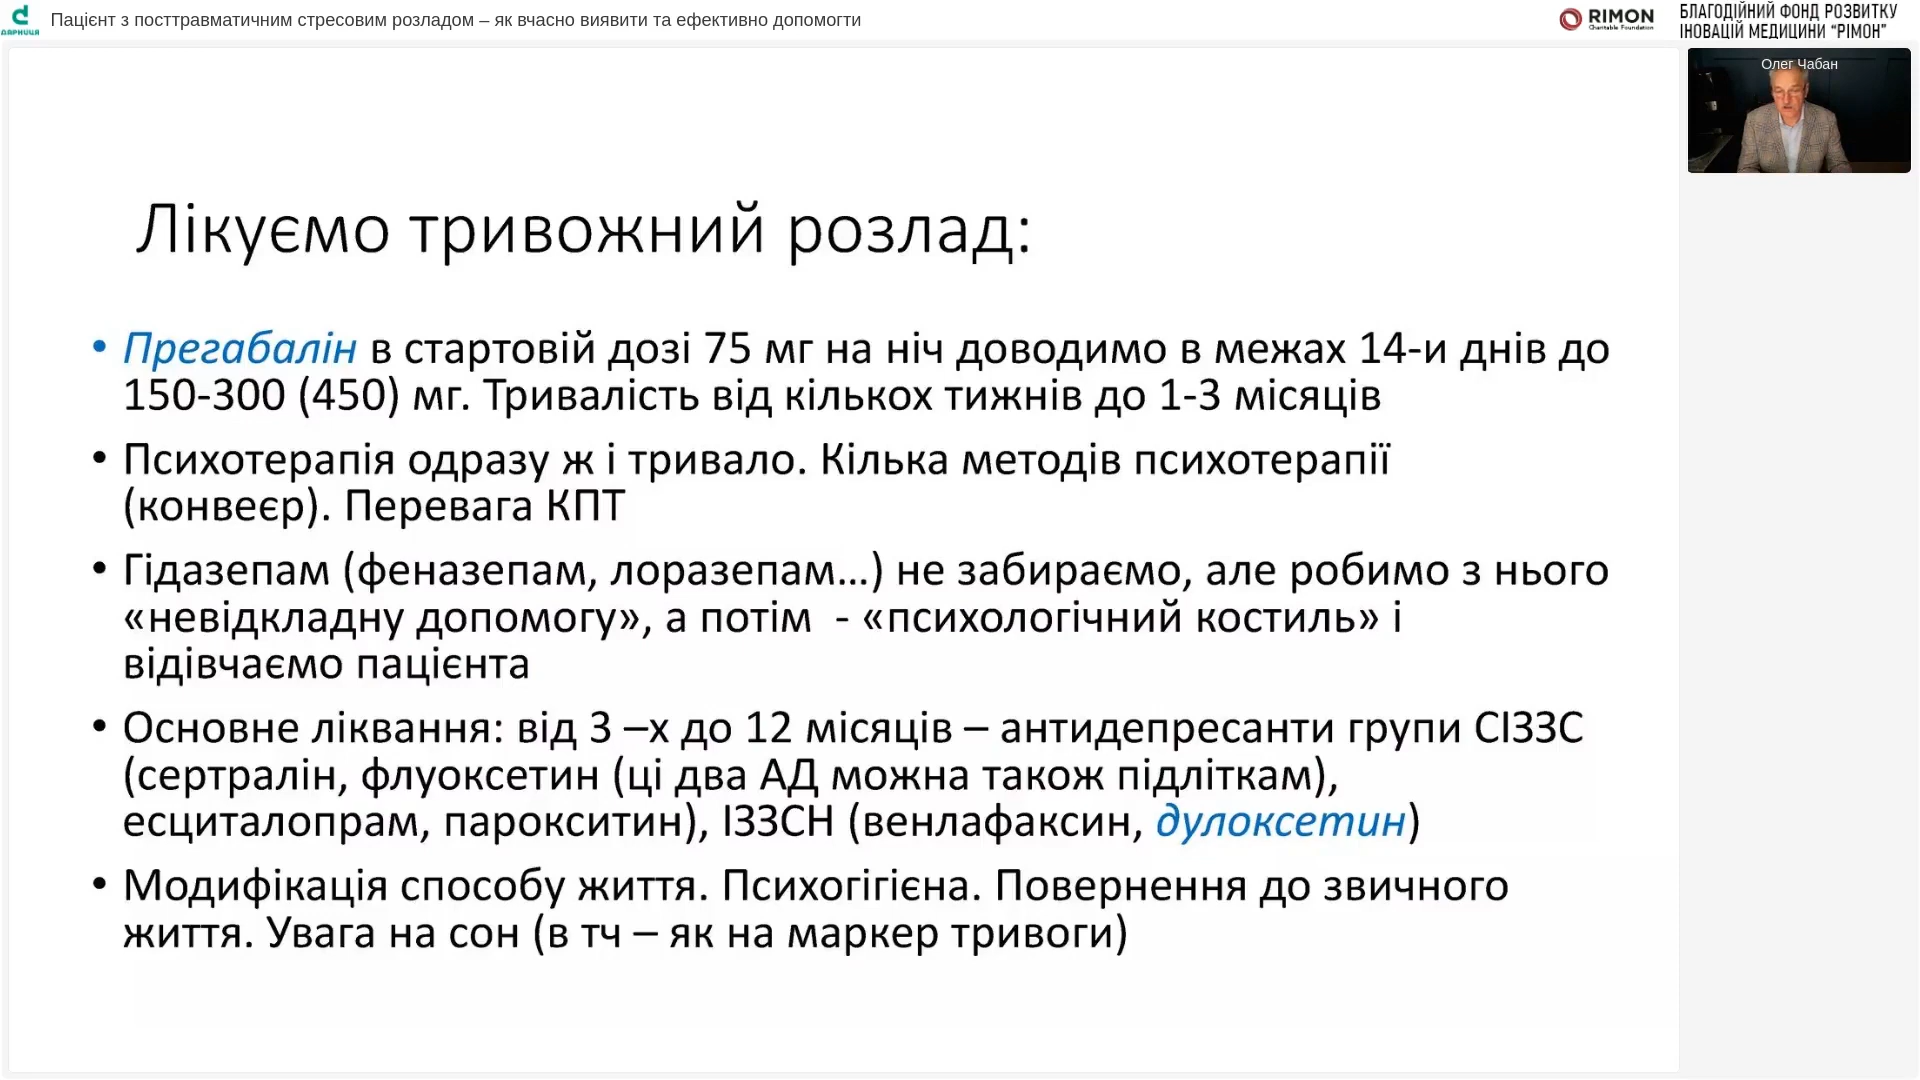 дарниця
Пацієнт з посттравматичним стресовим розладом – як вчасно виявити та ефективно допомогти
RIMON
Charitable Foundation
БЛАГОДІЙНИЙ ФОНД РОЗВИТКУ
ІНОВАЦІЙ МЕДИЦИНИ “РІМОН”
Олег Чабан
Лікуємо тривожний розлад:
• Прегабалін в стартовій дозі 75 мг на ніч доводимо в межах 14-и днів до
150-300 (450) мг. Тривалість від кількох тижнів до 1-3 місяців
• Психотерапія одразу ж і тривало. Кілька методів психотерапії
(конвеєр). Перевага КПТ
• Гідазепам (феназепам, лоразепам...) не забираємо, але робимо з нього
«невідкладну допомогу», а потім - «психологічний костиль» і
відівчаємо пацієнта
• Основне ліквання: від 3 –х до 12 місяців – антидепресанти групи СІЗЗС
(сертралін, флуоксетин (ці два АД можна також підліткам),
есциталопрам, парокситин), ІЗЗСН (венлафаксин, дулоксетин)
• Модифікація способу життя. Психогігієна. Повернення до звичного
життя. Увага на сон (в тч – як на маркер тривоги)